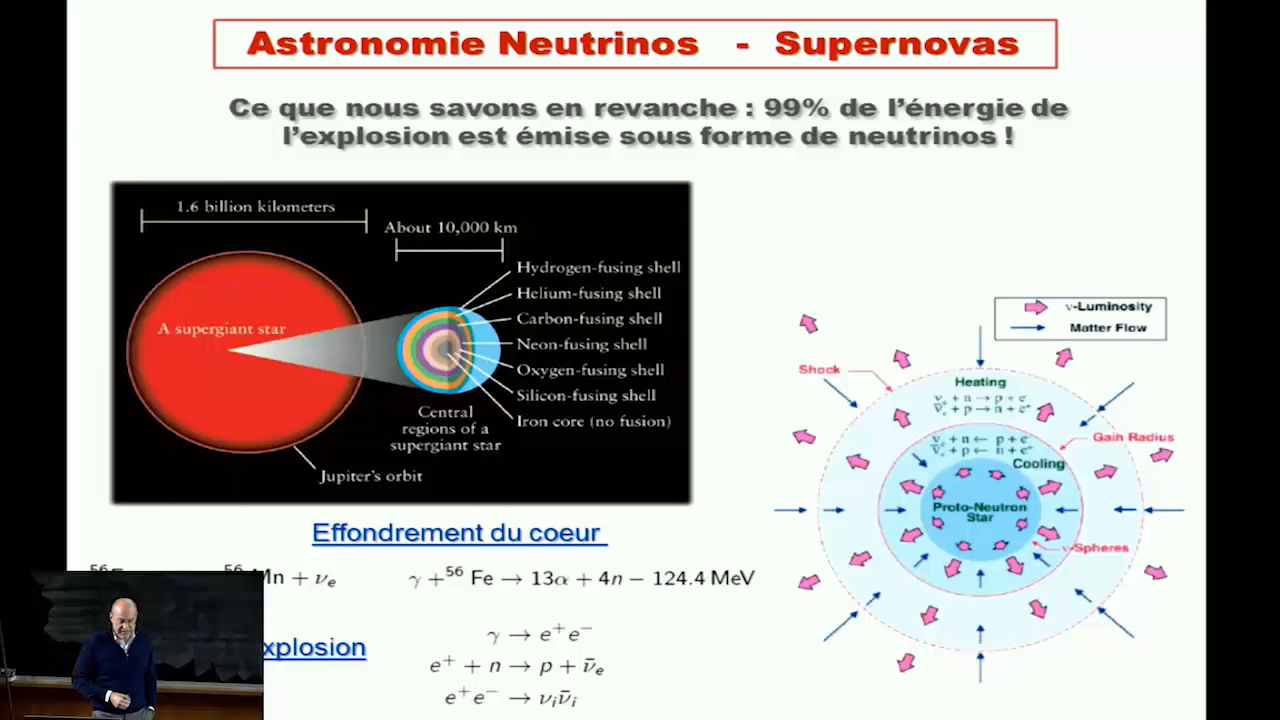 Astronomie Neutrinos - Supernovas
Ce que nous savons en revanche : 99% de l'énergie de
l'explosion est émise sous forme de neutrinos !
1.6 billion kilometers
About 10,000 km
Hydrogen-fusing shell
Helium-fusing shell
Carbon-fusing shell
Neon-fusing shell
Oxygen-fusing shell
Silicon-fusing shell
Iron core (no fusion)
A supergiant star
Central
regions of a
supergiant star
Jupiter's orbit
ν-Luminosity
Matter Flow
Shock
Heating
Gain Radius
Cooling
Proto-Neutron
Star
ν-Spheres
Effondrement du coeur
Mn + νₑ
γ + ⁵⁶Fe → 13α + 4n − 124.4 MeV
xplosion
γ → e⁺e⁻
e⁺ + n → p + ν̄ₑ
e⁺e⁻ → νᵢν̄ᵢ